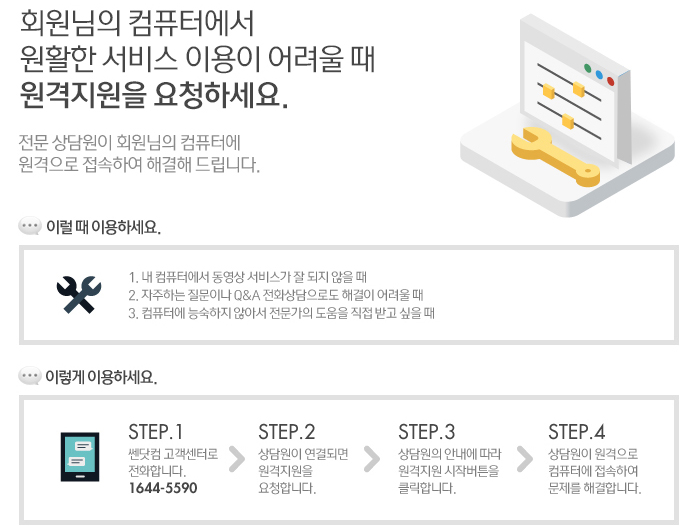 회원님의 컴퓨터에서
원활한 서비스 이용이 어려울 때
원격지원을 요청하세요.
전문 상담원이 회원님의 컴퓨터에
원격으로 접속하여 해결해 드립니다.
이럴 때 이용하세요.
1. 내 컴퓨터에서 동영상 서비스가 잘 되지 않을 때
2. 자주하는 질문이나 Q&A 전화상담으로도 해결이 어려울 때
3. 컴퓨터에 능숙하지 않아서 전문가의 도움을 직접 받고 싶을 때
이렇게 이용하세요.
STEP.1
쎈닷컴 고객센터로
전화합니다.
1644-5590
STEP.2
상담원이 연결되면
원격지원을
요청합니다.
STEP.3
상담원의 안내에 따라
원격지원 시작버튼을
클릭합니다.
STEP.4
상담원이 원격으로
컴퓨터에 접속하여
문제를 해결합니다.